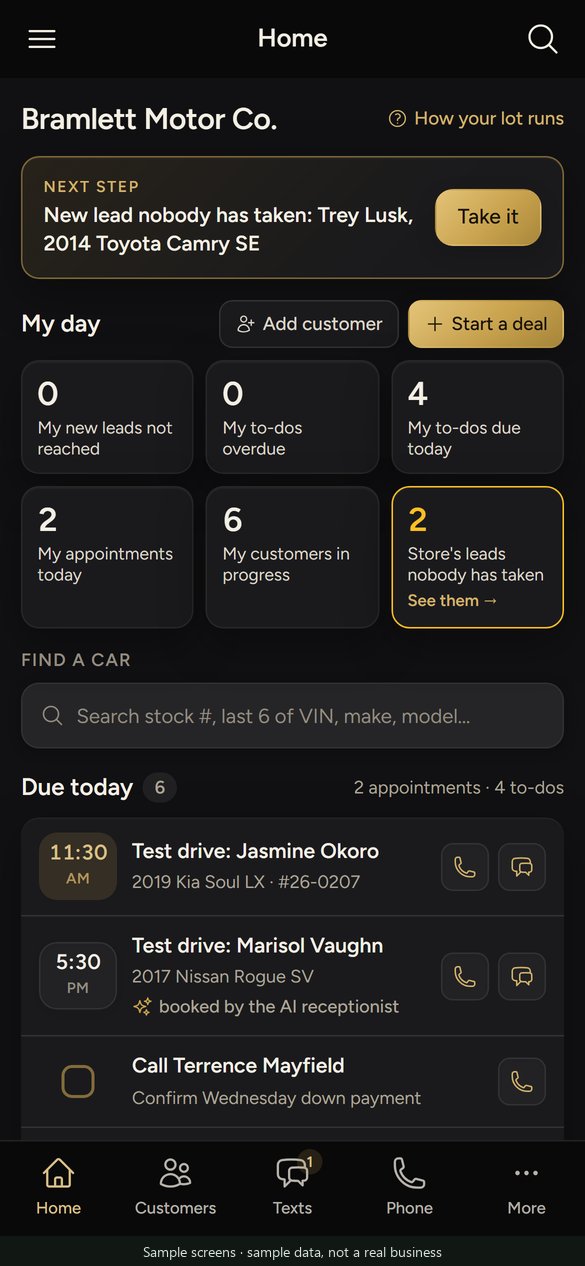 Home
Bramlett Motor Co.
How your lot runs
NEXT STEP
New lead nobody has taken: Trey Lusk,
2014 Toyota Camry SE
Take it
My day
Add customer
Start a deal
0
My new leads not
reached
0
My to-dos
overdue
4
My to-dos due
today
2
My appointments
today
6
My customers in
progress
2
Store's leads
nobody has taken
See them →
FIND A CAR
Search stock #, last 6 of VIN, make, model...
Due today 6
2 appointments · 4 to-dos
11:30
AM
Test drive: Jasmine Okoro
2019 Kia Soul LX · #26-0207
5:30
PM
Test drive: Marisol Vaughn
2017 Nissan Rogue SV
booked by the AI receptionist
Call Terrence Mayfield
Confirm Wednesday down payment
1
Home
Customers
Texts
Phone
More
Sample screens · sample data, not a real business